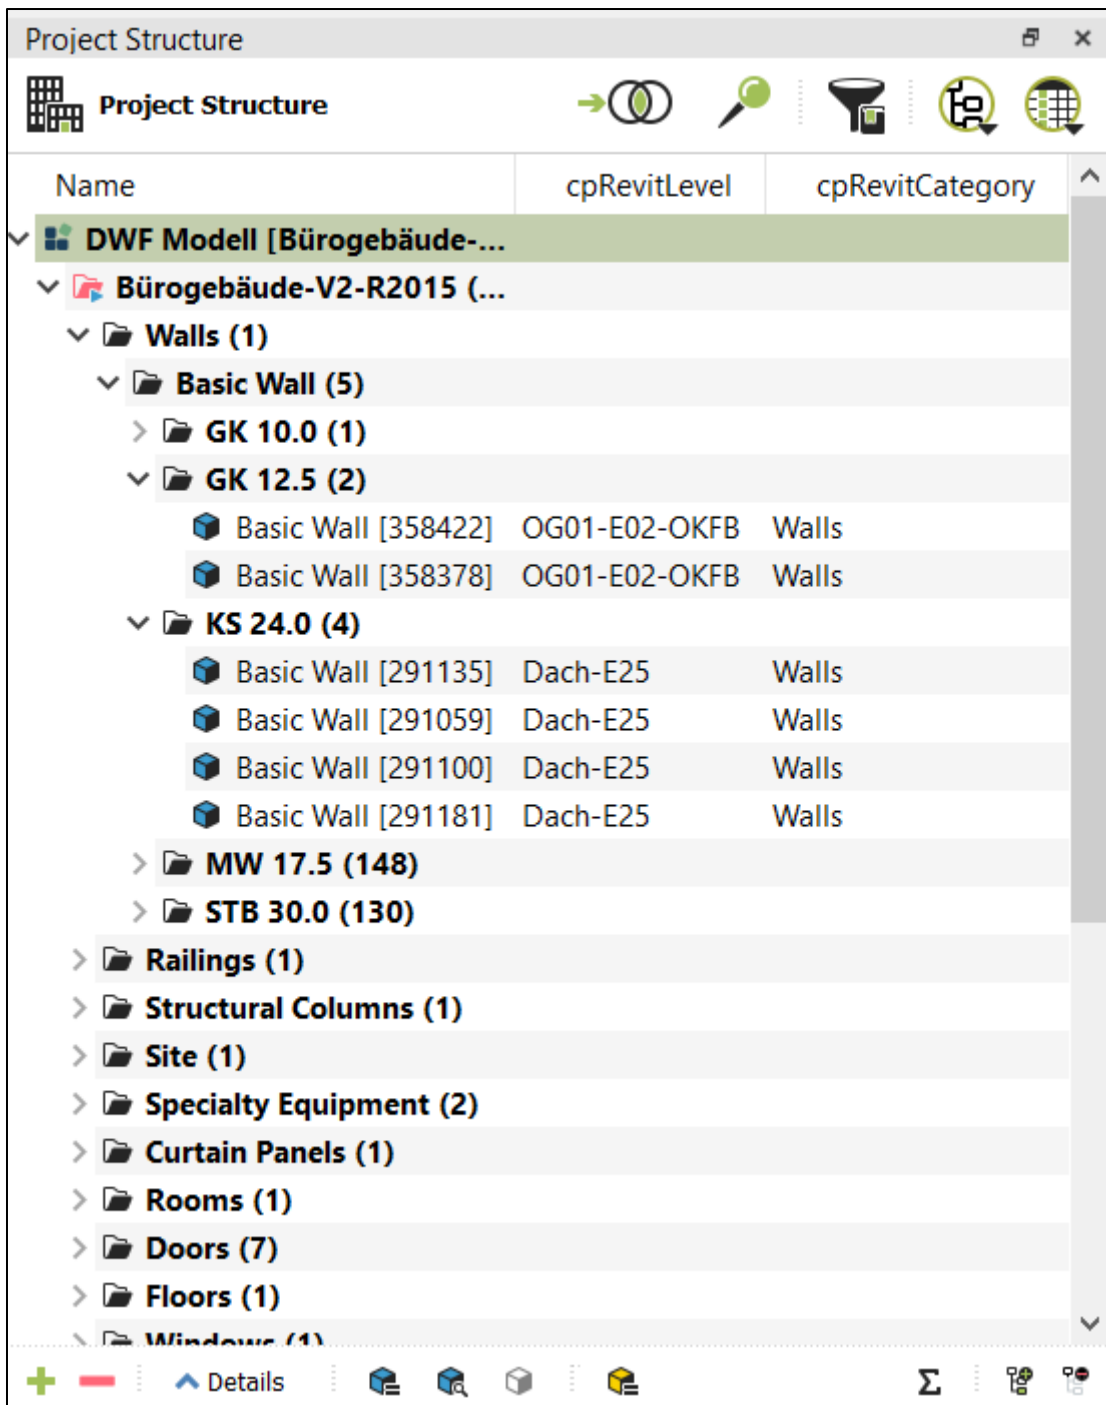 Project Structure
Project Structure
Name cpRevitLevel cpRevitCategory
DWF Modell [Bürogebäude-...
Bürogebäude-V2-R2015 (...
Walls (1)
Basic Wall (5)
GK 10.0 (1)
GK 12.5 (2)
Basic Wall [358422] OG01-E02-OKFB Walls
Basic Wall [358378] OG01-E02-OKFB Walls
KS 24.0 (4)
Basic Wall [291135] Dach-E25 Walls
Basic Wall [291059] Dach-E25 Walls
Basic Wall [291100] Dach-E25 Walls
Basic Wall [291181] Dach-E25 Walls
MW 17.5 (148)
STB 30.0 (130)
Railings (1)
Structural Columns (1)
Site (1)
Specialty Equipment (2)
Curtain Panels (1)
Rooms (1)
Doors (7)
Floors (1)
Windows (1)
Details Σ